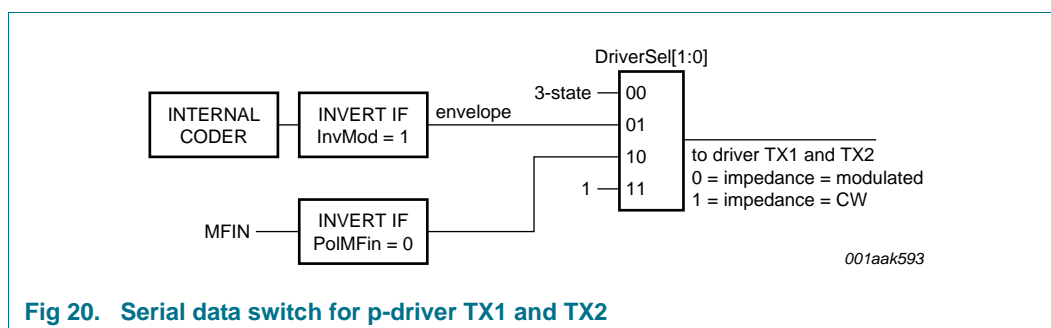 DriverSel[1:0]
3-state
00
INTERNAL
CODER
INVERT IF
InvMod = 1
envelope
01
10
1
11
to driver TX1 and TX2
0 = impedance = modulated
1 = impedance = CW
MFIN
INVERT IF
PolMFin = 0
001aak593
Fig 20. Serial data switch for p-driver TX1 and TX2